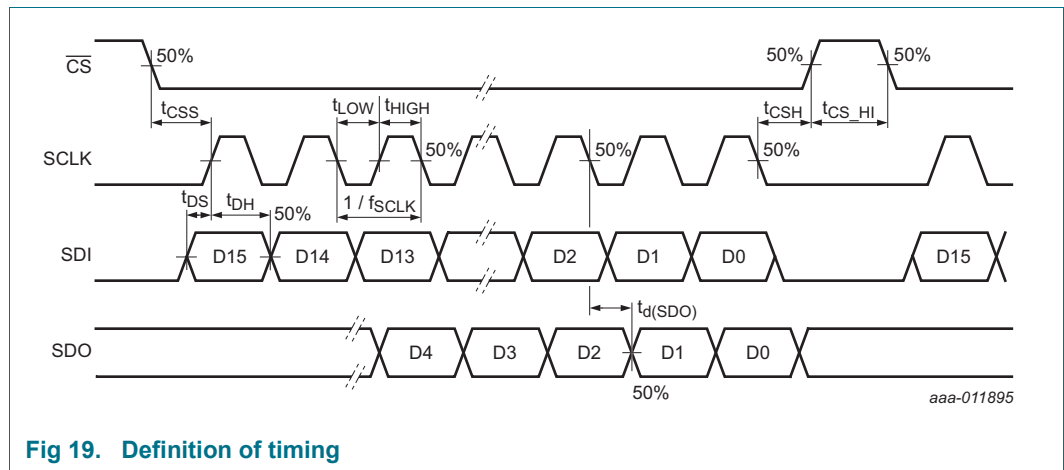 CS 50% 50% 50%
tCSS tLOW tHIGH tCSH tCS_HI
SCLK 50% 50% 50%
tDS tDH 50% 1 / fSCLK
SDI D15 D14 D13 D2 D1 D0 D15
td(SDO)
SDO D4 D3 D2 D1 D0
50%
aaa-011895
Fig 19. Definition of timing